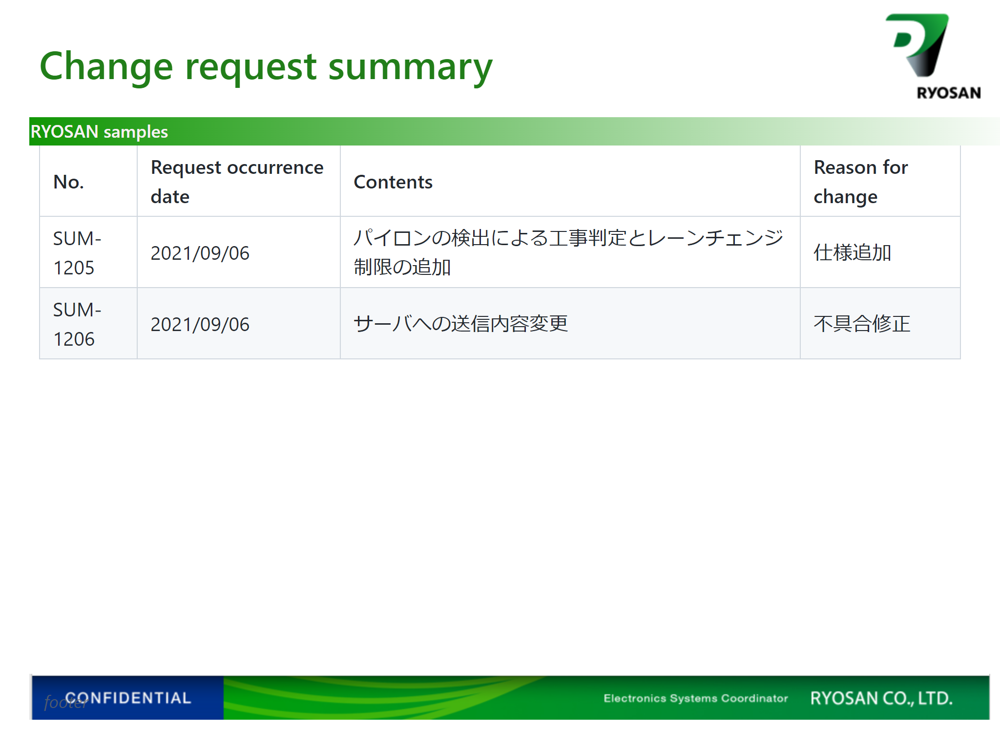 Change request summary
RYOSAN
RYOSAN samples
No.
Request occurrence
date
Contents
Reason for
change
SUM-
1205
2021/09/06
パイロンの検出による工事判定とレーンチェンジ
制限の追加
仕様追加
SUM-
1206
2021/09/06
サーバへの送信内容変更
不具合修正
footer
CONFIDENTIAL
Electronics Systems Coordinator
RYOSAN CO., LTD.